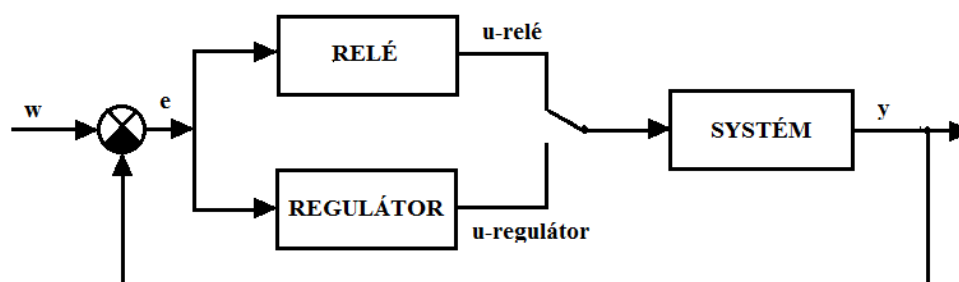 w
e
RELÉ
u-relé
REGULÁTOR
u-regulátor
SYSTÉM
y